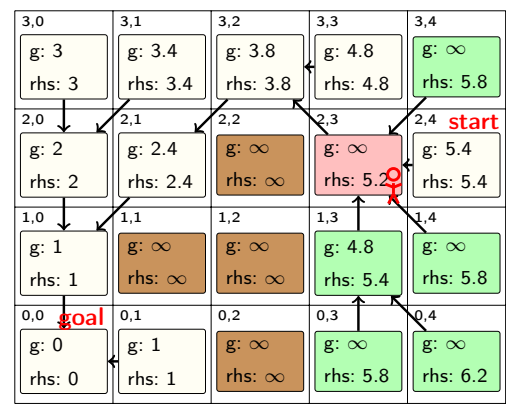 3,0 3,1 3,2 3,3 3,4
g: 3 g: 3.4 g: 3.8 g: 4.8 g: ∞
rhs: 3 rhs: 3.4 rhs: 3.8 rhs: 4.8 rhs: 5.8
2,0 2,1 2,2 2,3 2,4 start
g: 2 g: 2.4 g: ∞ g: ∞ g: 5.4
rhs: 2 rhs: 2.4 rhs: ∞ rhs: 5.2 rhs: 5.4
1,0 1,1 1,2 1,3 1,4
g: 1 g: ∞ g: ∞ g: 4.8 g: ∞
rhs: 1 rhs: ∞ rhs: ∞ rhs: 5.4 rhs: 5.8
0,0 goal 0,1 0,2 0,3 0,4
g: 0 g: 1 g: ∞ g: ∞ g: ∞
rhs: 0 rhs: 1 rhs: ∞ rhs: 5.8 rhs: 6.2